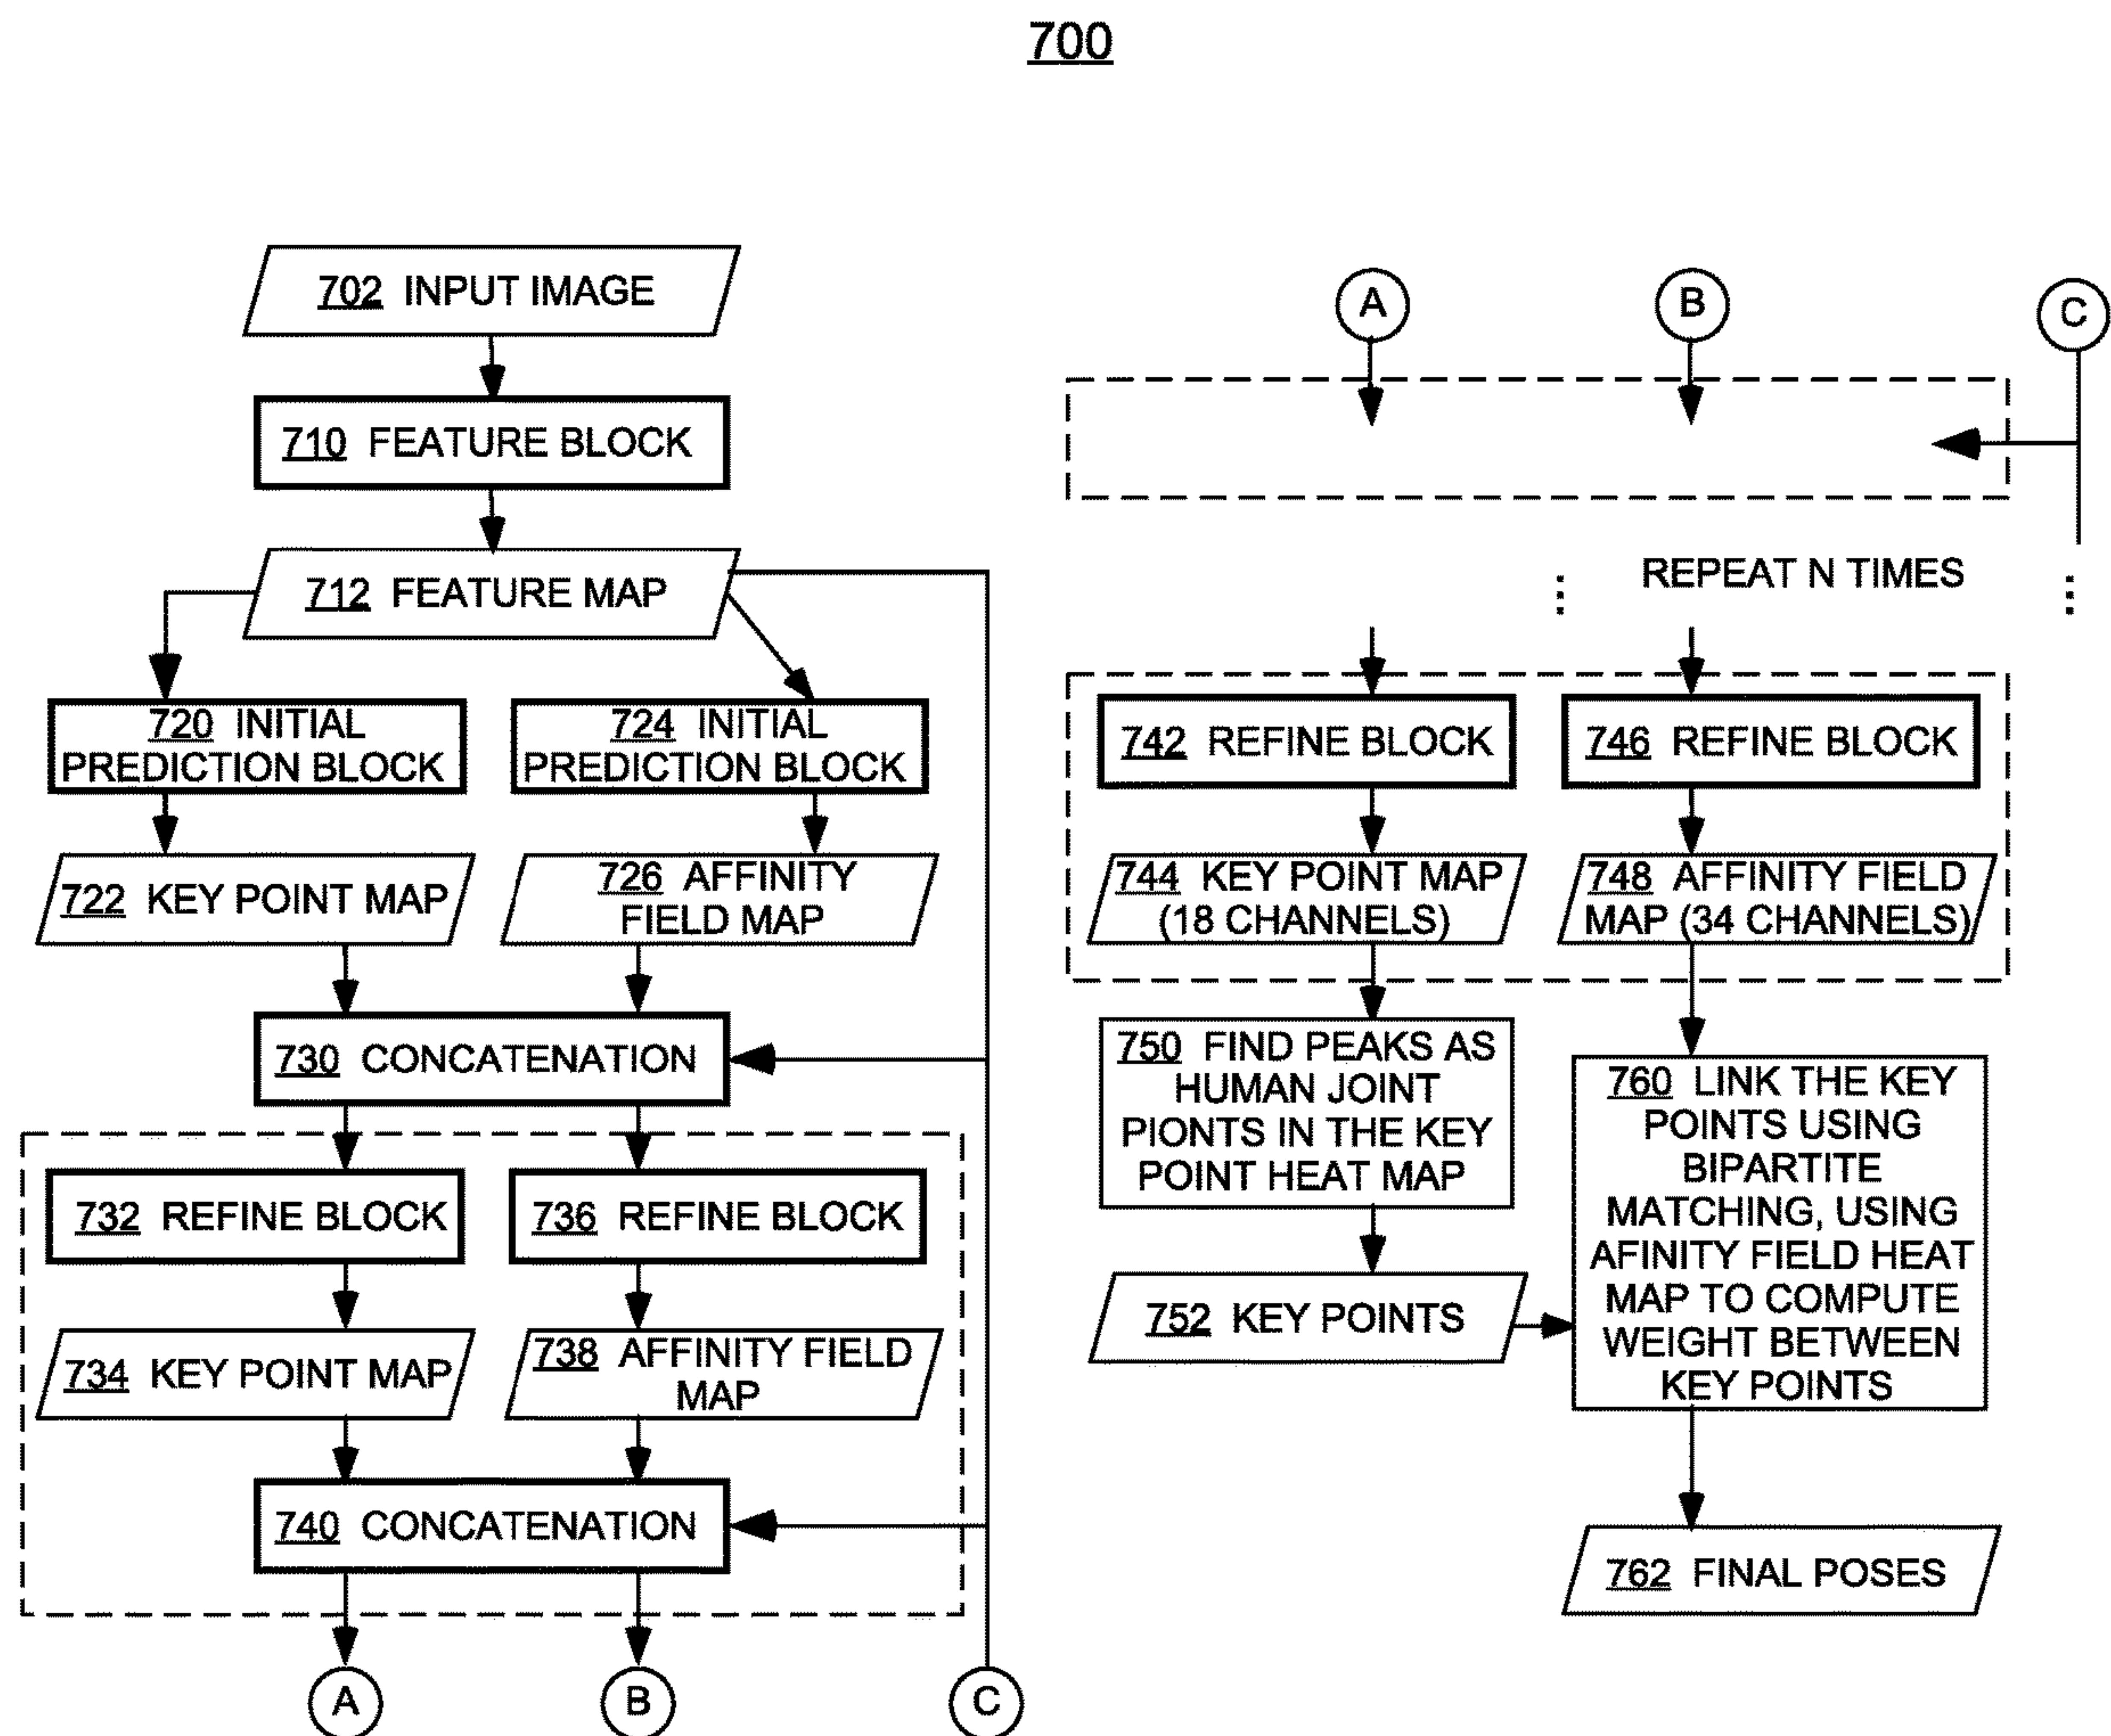 700
702 INPUT IMAGE
710 FEATURE BLOCK
712 FEATURE MAP
720 INITIAL
PREDICTION BLOCK
724 INITIAL
PREDICTION BLOCK
722 KEY POINT MAP
726 AFFINITY
FIELD MAP
730 CONCATENATION
732 REFINE BLOCK
736 REFINE BLOCK
734 KEY POINT MAP
738 AFFINITY FIELD
MAP
740 CONCATENATION
A
B
C
A
B
C
REPEAT N TIMES
742 REFINE BLOCK
746 REFINE BLOCK
744 KEY POINT MAP
(18 CHANNELS)
748 AFFINITY FIELD
MAP (34 CHANNELS)
750 FIND PEAKS AS
HUMAN JOINT
PIONTS IN THE KEY
POINT HEAT MAP
752 KEY POINTS
760 LINK THE KEY
POINTS USING
BIPARTITE
MATCHING, USING
AFINITY FIELD HEAT
MAP TO COMPUTE
WEIGHT BETWEEN
KEY POINTS
762 FINAL POSES